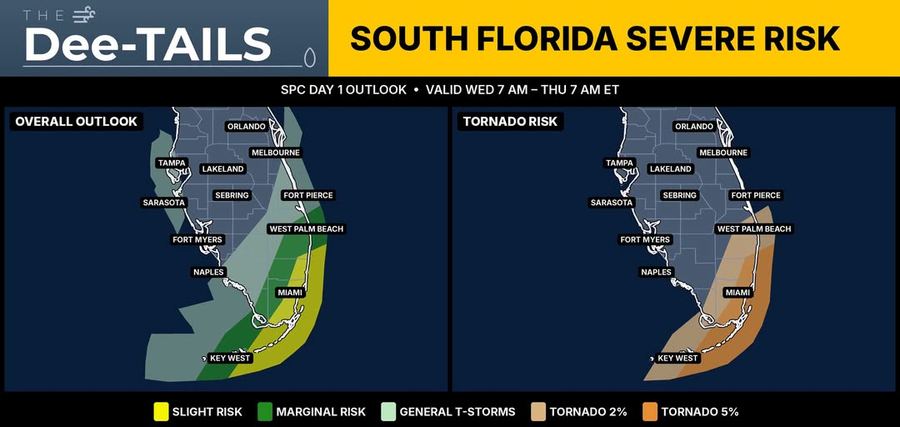 THE
Dee-TAILS
SOUTH FLORIDA SEVERE RISK
SPC DAY 1 OUTLOOK • VALID WED 7 AM – THU 7 AM ET
OVERALL OUTLOOK
ORLANDO
MELBOURNE
TAMPA
LAKELAND
SEBRING
FORT PIERCE
SARASOTA
WEST PALM BEACH
FORT MYERS
NAPLES
MIAMI
KEY WEST
TORNADO RISK
ORLANDO
MELBOURNE
TAMPA
LAKELAND
SEBRING
FORT PIERCE
SARASOTA
WEST PALM BEACH
FORT MYERS
NAPLES
MIAMI
KEY WEST
SLIGHT RISK
MARGINAL RISK
GENERAL T-STORMS
TORNADO 2%
TORNADO 5%